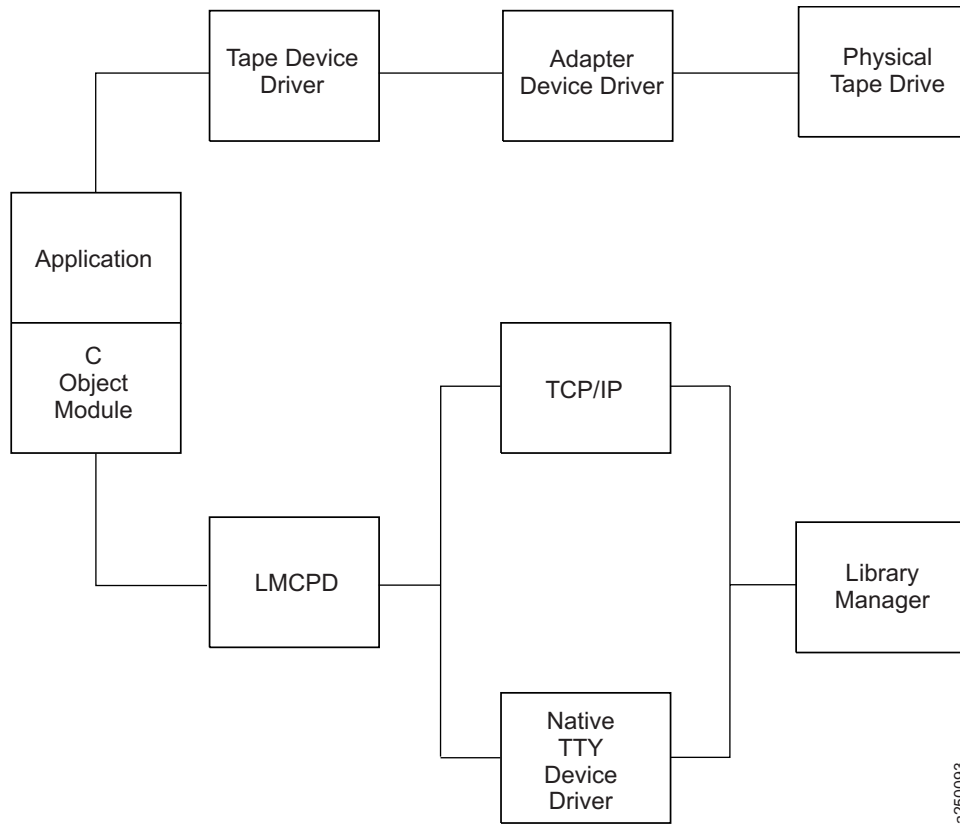 Tape Device
Driver
Adapter
Device Driver
Physical
Tape Drive
Application
C
Object
Module
TCP/IP
LMCPD
Library
Manager
Native
TTY
Device
Driver
a250093